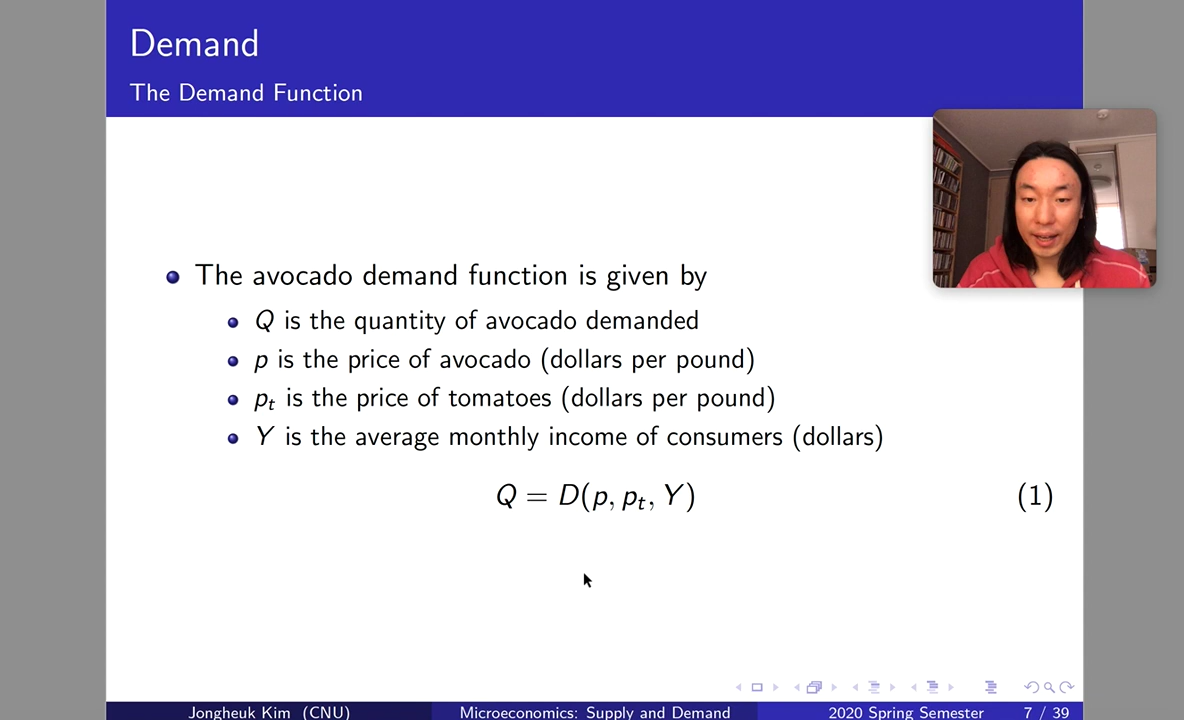 Demand
The Demand Function
The avocado demand function is given by
Q is the quantity of avocado demanded
p is the price of avocado (dollars per pound)
pt is the price of tomatoes (dollars per pound)
Y is the average monthly income of consumers (dollars)
Q = D(p, pt, Y) (1)
Jongheuk Kim (CNU) Microeconomics: Supply and Demand 2020 Spring Semester 7 / 39